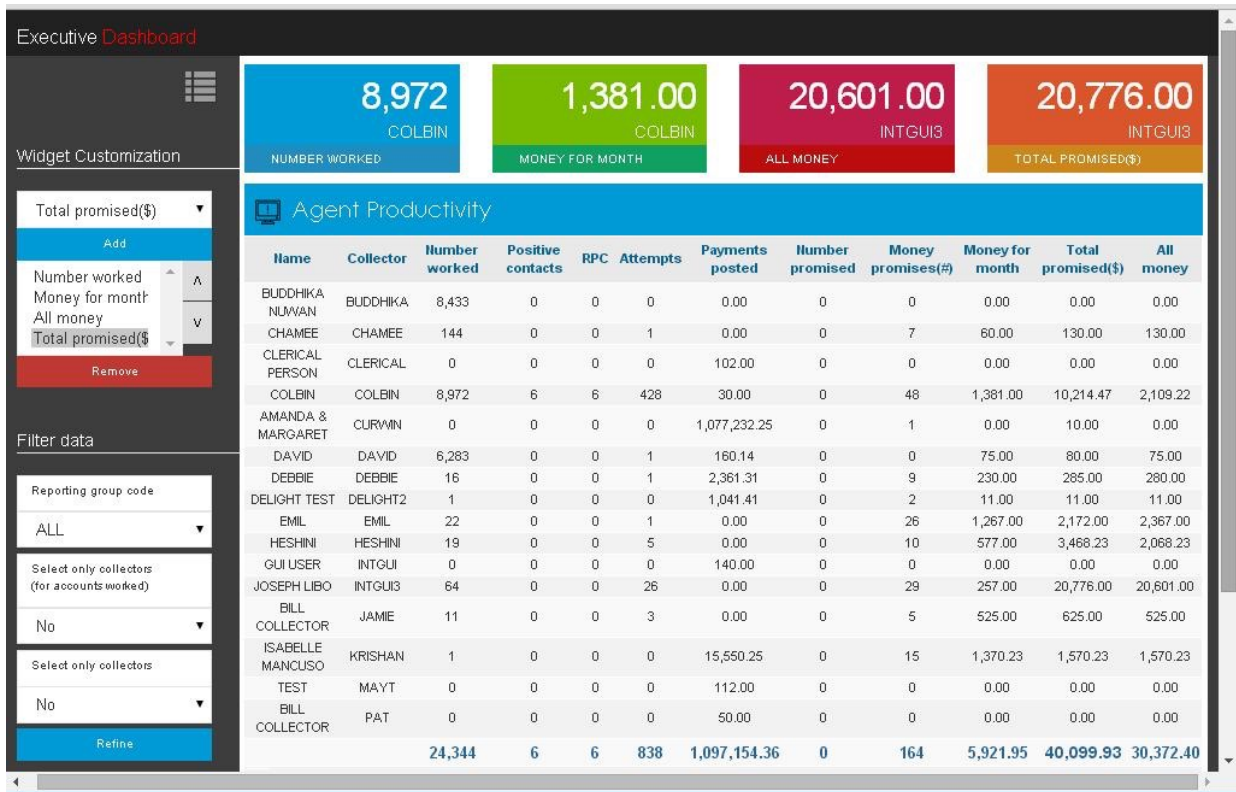 Executive Dashboard
Widget Customization
Total promised($)
Add
Number worked
Money for month
All money
Total promised($
Remove
Filter data
Reporting group code
ALL
Select only collectors
(for accounts worked)
No
Select only collectors
No
Refine
8,972
COLBIN
NUMBER WORKED
1,381.00
COLBIN
MONEY FOR MONTH
20,601.00
INTGUI3
ALL MONEY
20,776.00
INTGUI3
TOTAL PROMISED($)
Agent Productivity
Name Collector Number worked Positive contacts RPC Attempts Payments posted Number promised Money promises(#) Money for month Total promised($) All money
BUDDHIKA NUWAN BUDDHIKA 8,433 0 0 0 0.00 0 0 0.00 0.00 0.00
CHAMEE CHAMEE 144 0 0 1 0.00 0 7 60.00 130.00 130.00
CLERICAL PERSON CLERICAL 0 0 0 0 102.00 0 0 0.00 0.00 0.00
COLBIN COLBIN 8,972 6 6 428 30.00 0 48 1,381.00 10,214.47 2,109.22
AMANDA & MARGARET CURWIN 0 0 0 0 1,077,232.25 0 1 0.00 10.00 0.00
DAVID DAVID 6,283 0 0 1 160.14 0 0 75.00 80.00 75.00
DEBBIE DEBBIE 16 0 0 1 2,361.31 0 9 230.00 285.00 280.00
DELIGHT TEST DELIGHT2 1 0 0 0 1,041.41 0 2 11.00 11.00 11.00
EMIL EMIL 22 0 0 1 0.00 0 26 1,267.00 2,172.00 2,367.00
HESHINI HESHINI 19 0 0 5 0.00 0 10 577.00 3,468.23 2,068.23
GUI USER INTGUI 0 0 0 0 140.00 0 0 0.00 0.00 0.00
JOSEPH LIBO INTGUI3 64 0 0 26 0.00 0 29 257.00 20,776.00 20,601.00
BILL COLLECTOR JAMIE 11 0 0 3 0.00 0 5 525.00 625.00 525.00
ISABELLE MANCUSO KRISHAN 1 0 0 0 15,550.25 0 15 1,370.23 1,570.23 1,570.23
TEST MAYT 0 0 0 0 112.00 0 0 0.00 0.00 0.00
BILL COLLECTOR PAT 0 0 0 0 50.00 0 0 0.00 0.00 0.00
24,344 6 6 838 1,097,154.36 0 164 5,921.95 40,099.93 30,372.40